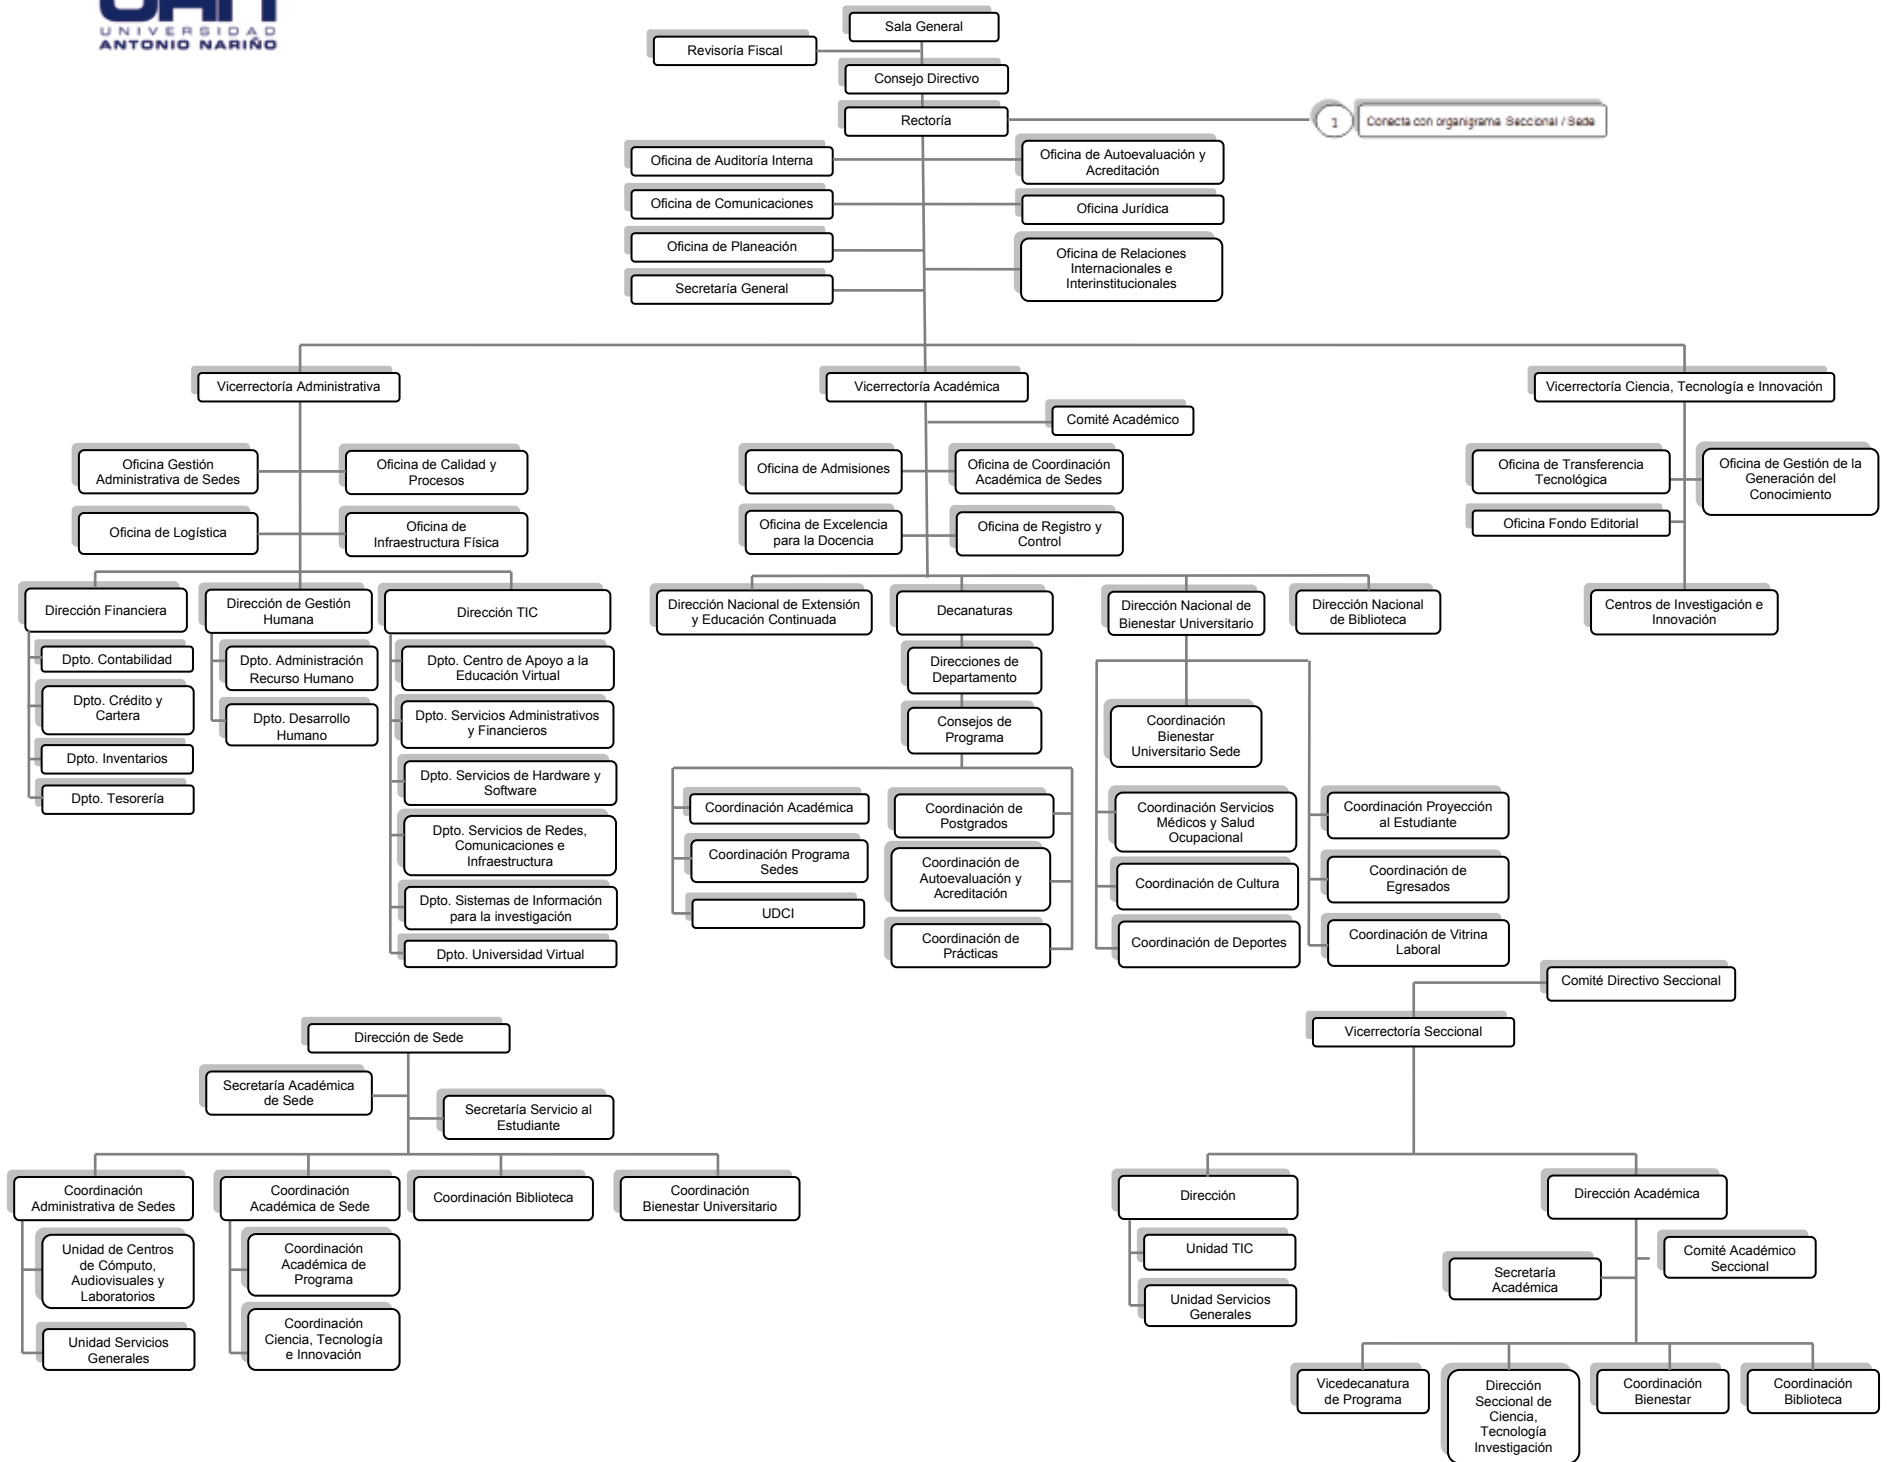 UAN
UNIVERSIDAD
ANTONIO NARIÑO
Sala General
Revisoría Fiscal
Consejo Directivo
Rectoría
1
Conecta con organigrama Seccional / Sede
Oficina de Auditoría Interna
Oficina de Autoevaluación y
Acreditación
Oficina de Comunicaciones
Oficina Jurídica
Oficina de Planeación
Oficina de Relaciones
Internacionales e
Interinstitucionales
Secretaría General
Vicerrectoría Administrativa
Vicerrectoría Académica
Vicerrectoría Ciencia, Tecnología e Innovación
Comité Académico
Oficina Gestión
Administrativa de Sedes
Oficina de Calidad y
Procesos
Oficina de Logística
Oficina de
Infraestructura Física
Oficina de Admisiones
Oficina de Coordinación
Académica de Sedes
Oficina de Excelencia
para la Docencia
Oficina de Registro y
Control
Oficina de Transferencia
Tecnológica
Oficina de Gestión de la
Generación del
Conocimiento
Oficina Fondo Editorial
Dirección Financiera
Dirección de Gestión
Humana
Dirección TIC
Dirección Nacional de Extensión
y Educación Continuada
Decanaturas
Dirección Nacional de
Bienestar Universitario
Dirección Nacional
de Biblioteca
Centros de Investigación e
Innovación
Dpto. Contabilidad
Dpto. Crédito y
Cartera
Dpto. Inventarios
Dpto. Tesorería
Dpto. Administración
Recurso Humano
Dpto. Desarrollo
Humano
Dpto. Centro de Apoyo a la
Educación Virtual
Dpto. Servicios Administrativos
y Financieros
Dpto. Servicios de Hardware y
Software
Dpto. Servicios de Redes,
Comunicaciones e
Infraestructura
Dpto. Sistemas de Información
para la investigación
Dpto. Universidad Virtual
Direcciones de
Departamento
Consejos de
Programa
Coordinación Académica
Coordinación Programa
Sedes
UDCI
Coordinación de
Postgrados
Coordinación de
Autoevaluación y
Acreditación
Coordinación de
Prácticas
Coordinación
Bienestar
Universitario Sede
Coordinación Servicios
Médicos y Salud
Ocupacional
Coordinación de Cultura
Coordinación de Deportes
Coordinación Proyección
al Estudiante
Coordinación de
Egresados
Coordinación de Vitrina
Laboral
Comité Directivo Seccional
Vicerrectoría Seccional
Dirección de Sede
Secretaría Académica
de Sede
Secretaría Servicio al
Estudiante
Coordinación
Administrativa de Sedes
Coordinación
Académica de Sede
Coordinación Biblioteca
Coordinación
Bienestar Universitario
Unidad de Centros
de Cómputo,
Audiovisuales y
Laboratorios
Unidad Servicios
Generales
Coordinación
Académica de
Programa
Coordinación
Ciencia, Tecnología
e Innovación
Dirección
Dirección Académica
Unidad TIC
Unidad Servicios
Generales
Comité Académico
Seccional
Secretaría
Académica
Vicedecanatura
de Programa
Dirección
Seccional de
Ciencia,
Tecnología
Investigación
Coordinación
Bienestar
Coordinación
Biblioteca